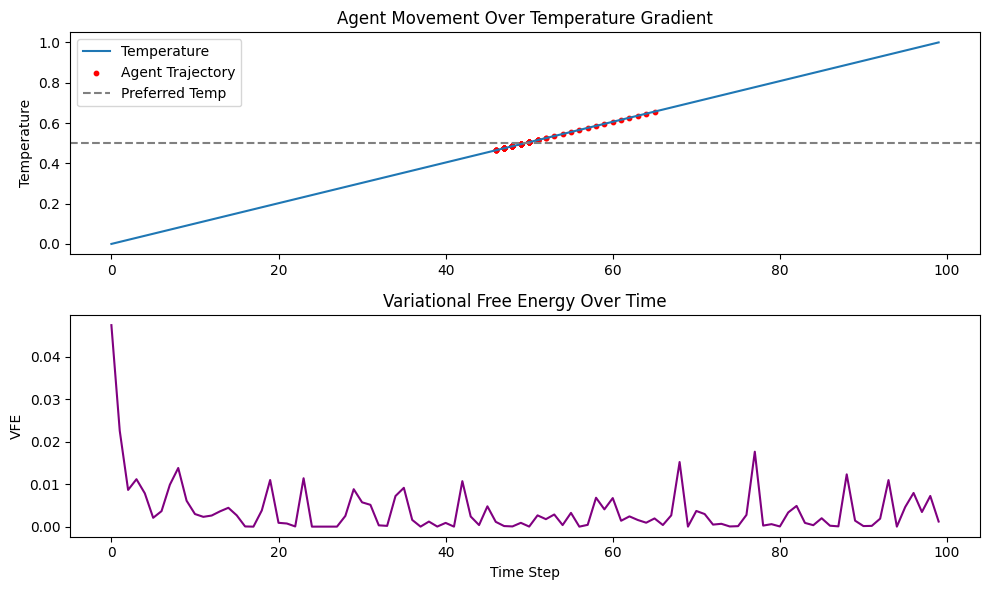 Agent Movement Over Temperature Gradient
Temperature
1.0
0.8
0.6
0.4
0.2
0.0
Temperature
Agent Trajectory
Preferred Temp
0 20 40 60 80 100
Variational Free Energy Over Time
VFE
0.04
0.03
0.02
0.01
0.00
0 20 40 60 80 100
Time Step